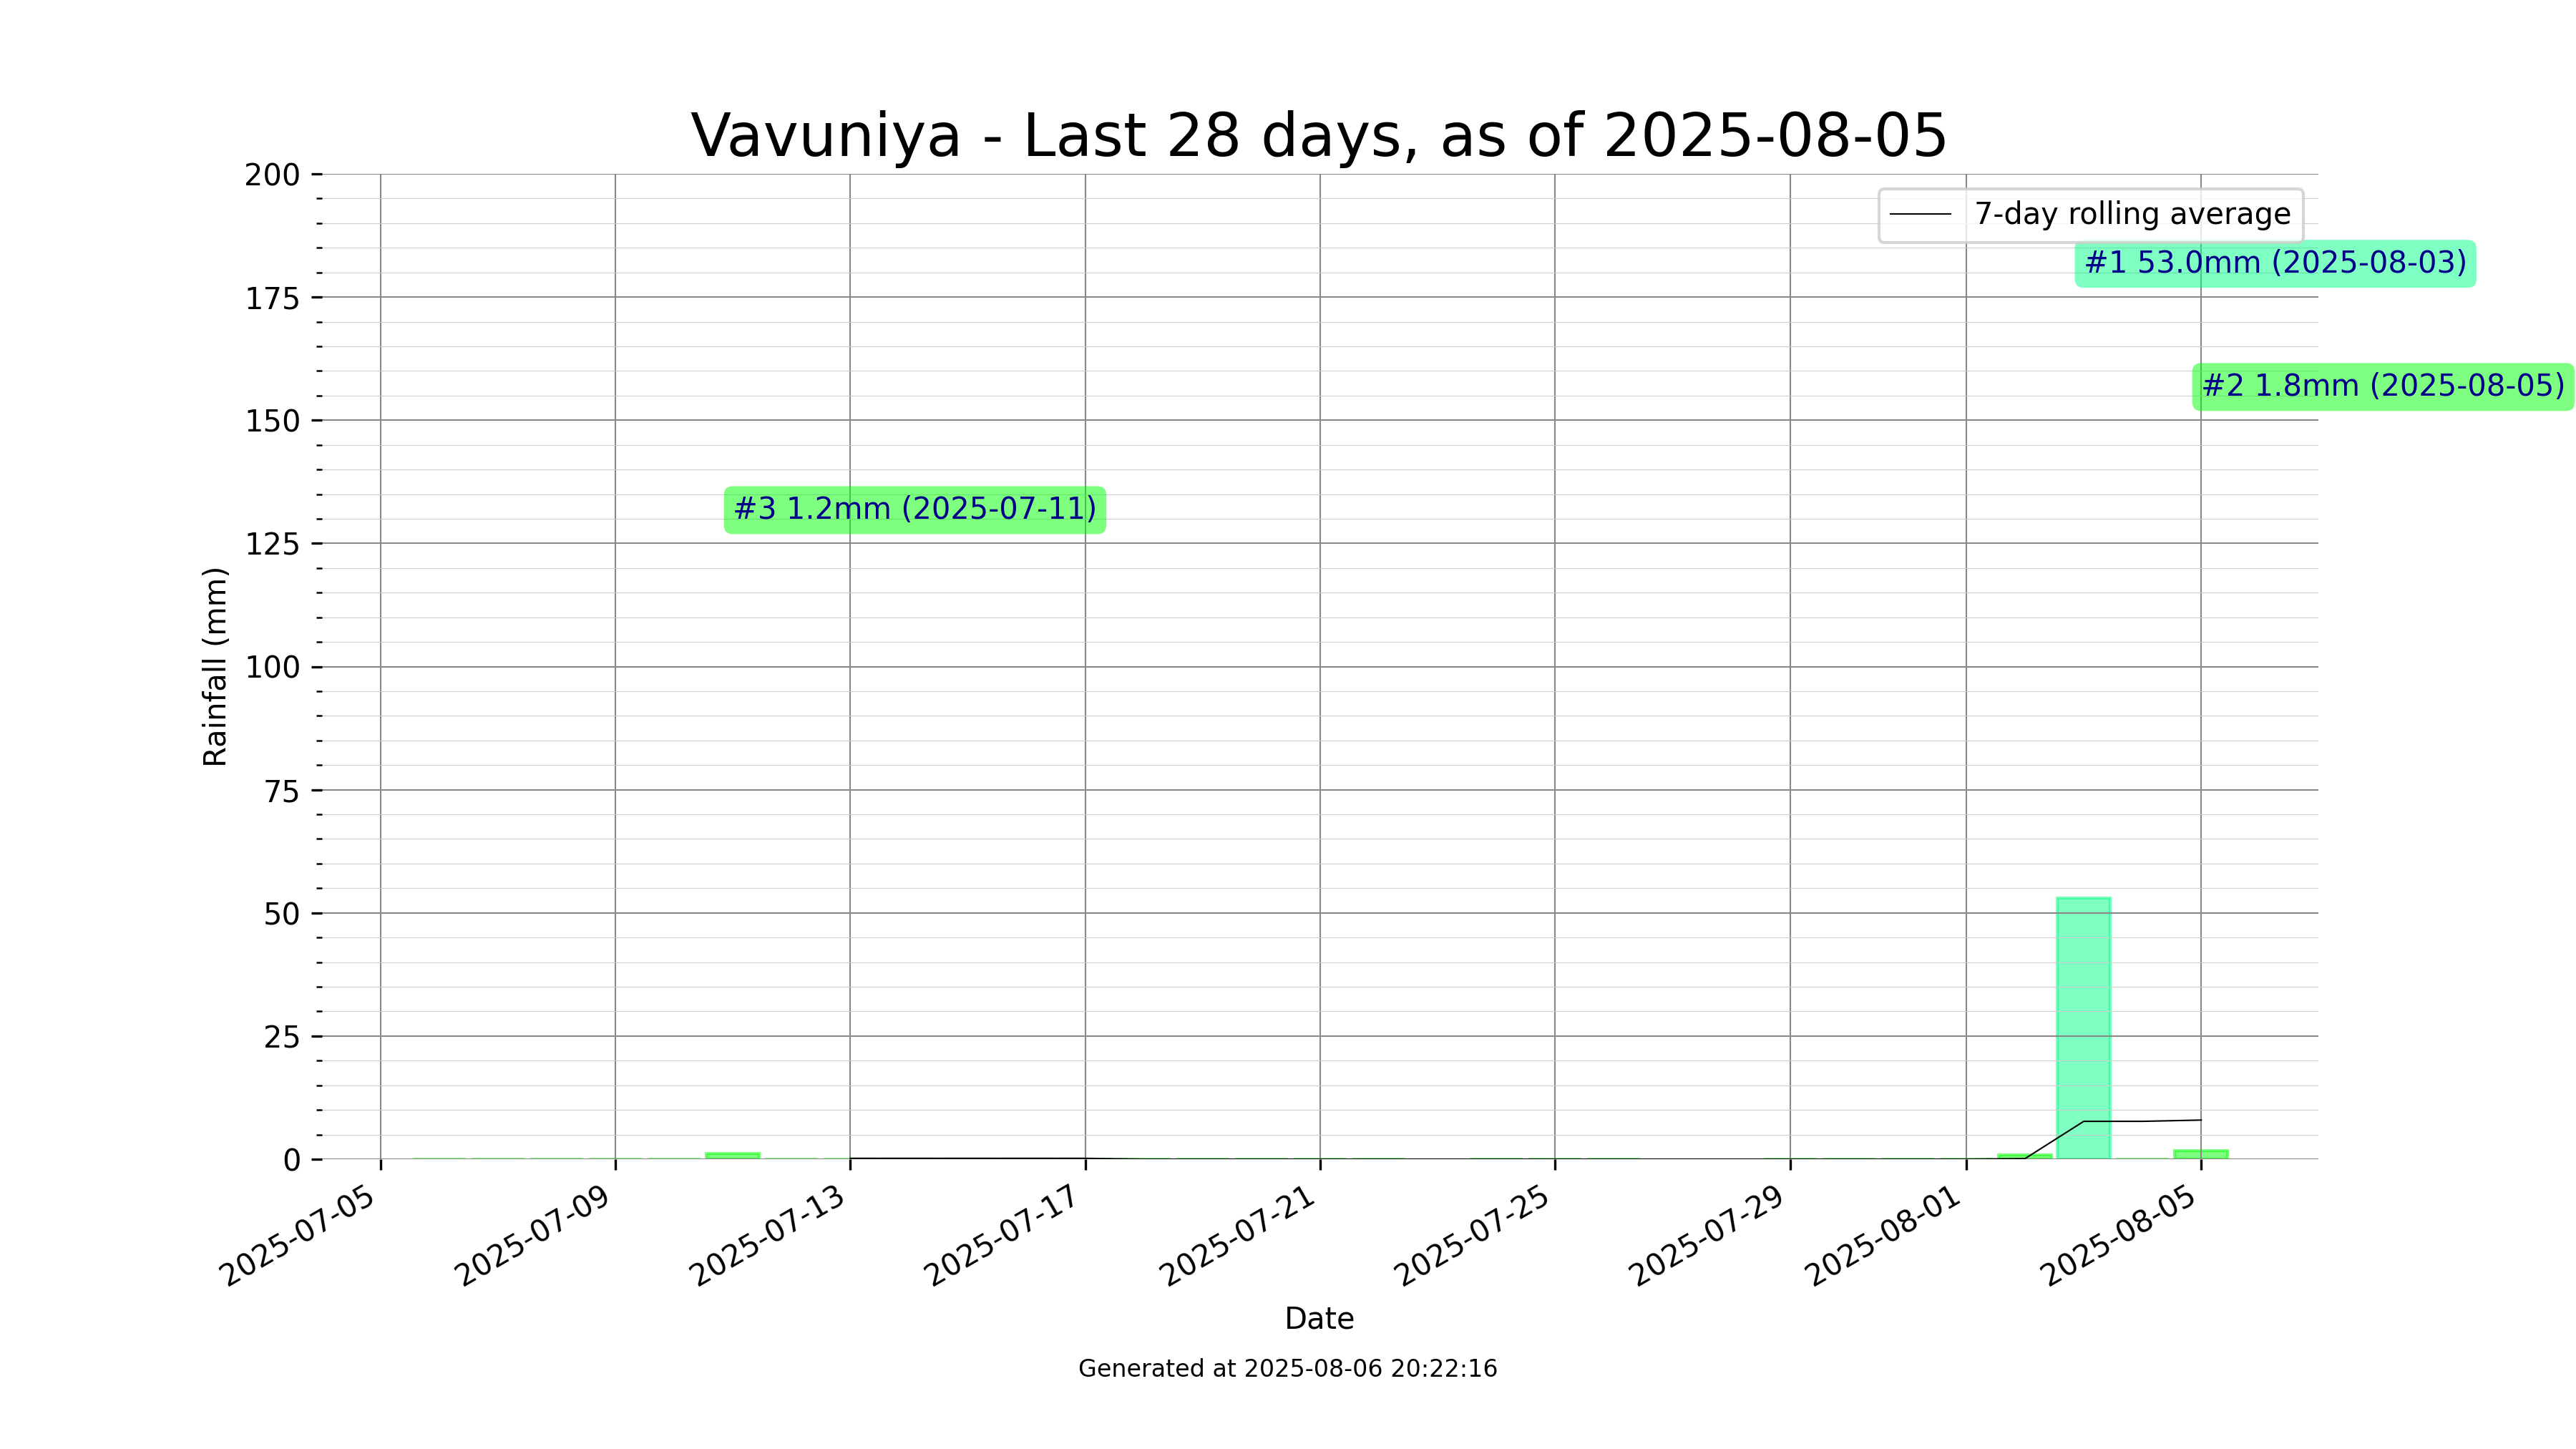 Vavuniya - Last 28 days, as of 2025-08-05
200
175
150
125
100
75
50
25
0
Rainfall (mm)
7-day rolling average
#1 53.0mm (2025-08-03)
#2 1.8mm (2025-08-05)
#3 1.2mm (2025-07-11)
2025-07-05
2025-07-09
2025-07-13
2025-07-17
2025-07-21
2025-07-25
2025-07-29
2025-08-01
2025-08-05
Date
Generated at 2025-08-06 20:22:16